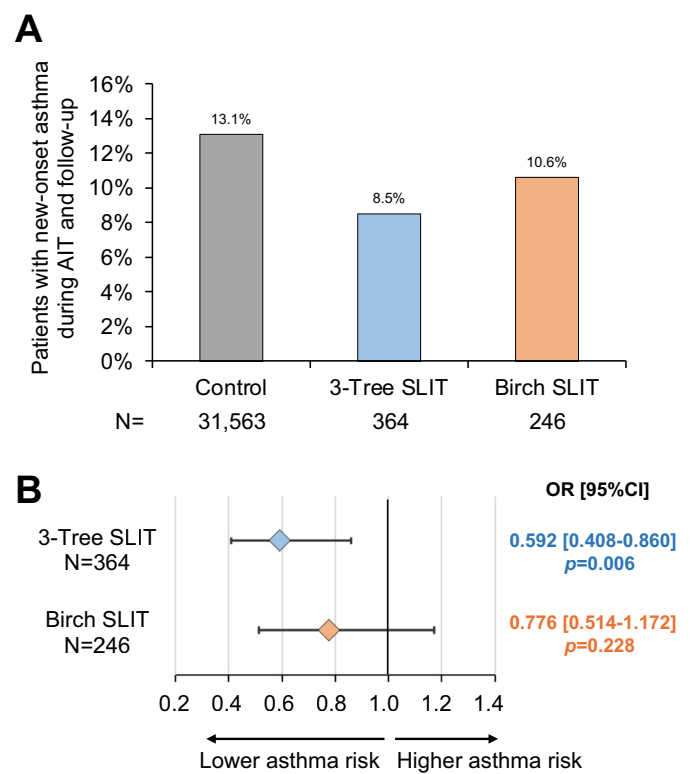 A
Patients with new-onset asthma
during AIT and follow-up
16%
14%
12%
10%
8%
6%
4%
2%
0%
13.1%
8.5%
10.6%
Control
3-Tree SLIT
Birch SLIT
N=
31,563
364
246
B
OR [95%CI]
3-Tree SLIT
N=364
0.592 [0.408-0.860]
p=0.006
Birch SLIT
N=246
0.776 [0.514-1.172]
p=0.228
0.2 0.4 0.6 0.8 1.0 1.2 1.4
Lower asthma risk
Higher asthma risk